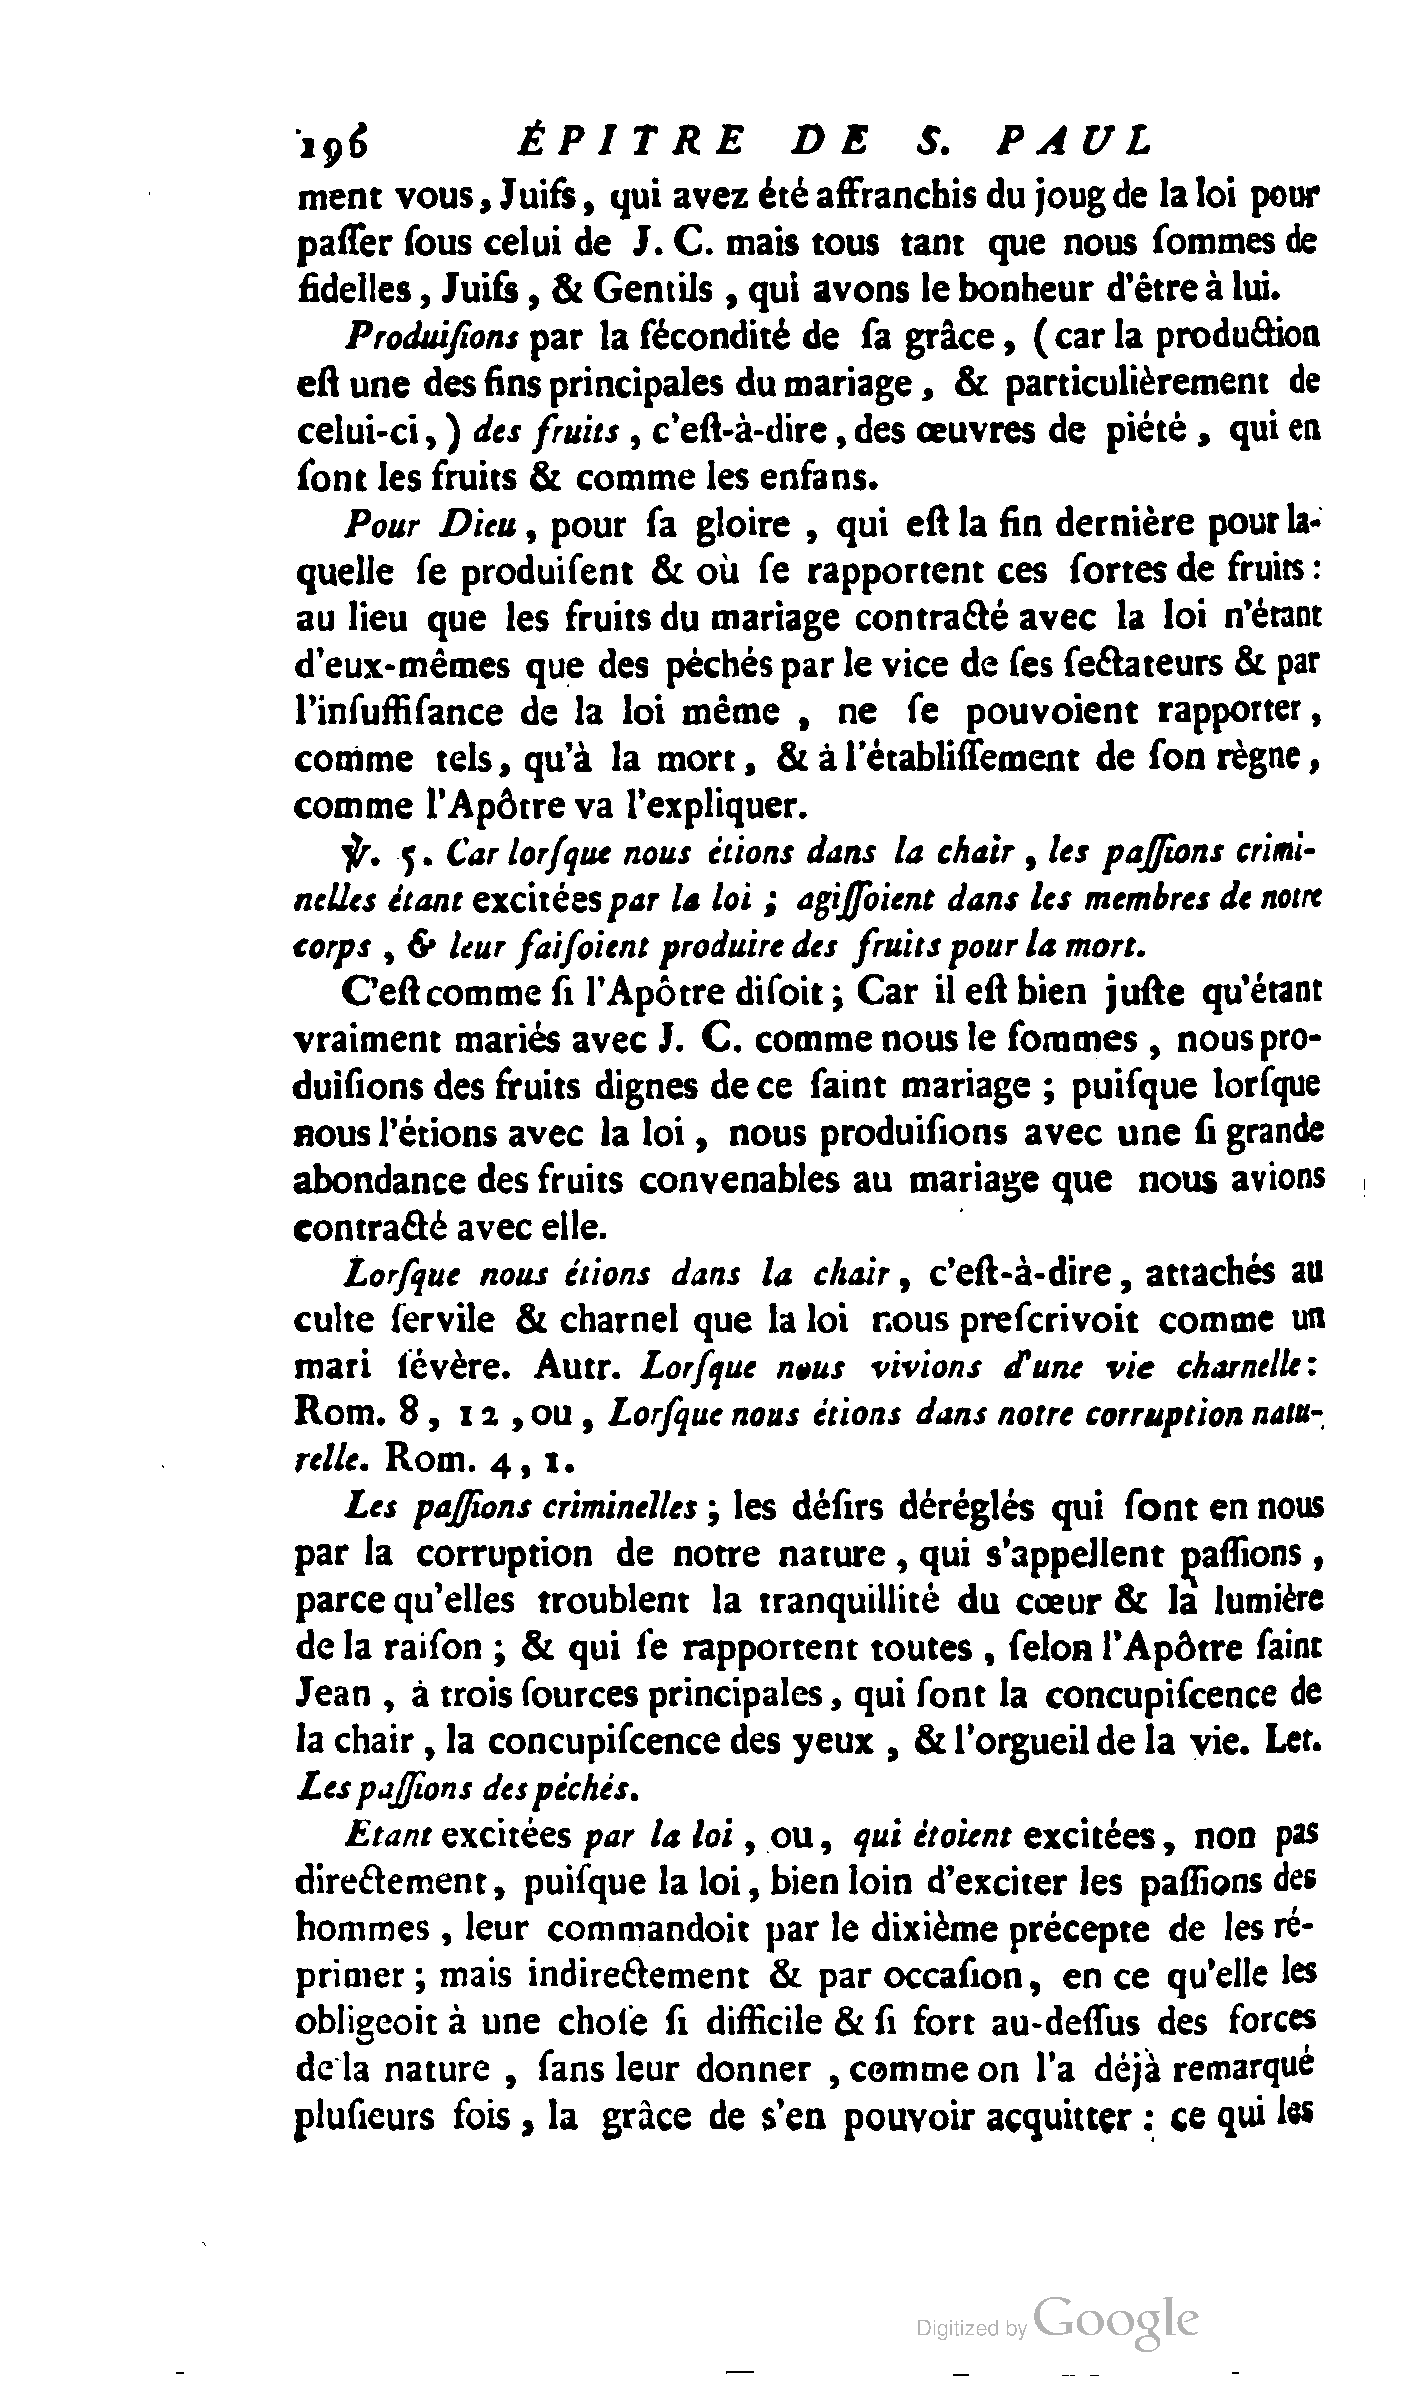 196 ÉPITRE DE S. PAUL
ment vous, Juifs, qui avez été affranchis du joug de la loi pour
paſſer ſous celui de J. C. mais tous tant que nous ſommes de
fidelles, Juifs, & Gentils, qui avons le bonheur d'être à lui.
Produiſions par la fécondité de ſa grâce, (car la production
eſt une des fins principales du mariage, & particulièrement de
celui-ci,) des fruits, c'eſt-à-dire, des œuvres de piété, qui en
ſont les fruits & comme les enfans.
Pour Dieu, pour ſa gloire, qui eſt la fin dernière pour la-
quelle ſe produiſent & où ſe rapportent ces ſortes de fruits:
au lieu que les fruits du mariage contracté avec la loi n'étant
d'eux-mêmes que des péchés par le vice de ſes ſectateurs & par
l'inſuffiſance de la loi même, ne ſe pouvoient rapporter,
comme tels, qu'à la mort, & à l'établiſſement de ſon règne,
comme l'Apôtre va l'expliquer.
℣. 5. Car lorſque nous étions dans la chair, les paſſions crimi-
nelles étant excitées par la loi; agiſſoient dans les membres de notre
corps, & leur faiſoient produire des fruits pour la mort.
C'eſt comme ſi l'Apôtre diſoit; Car il eſt bien juſte qu'étant
vraiment mariés avec J. C. comme nous le ſommes, nous pro-
duiſions des fruits dignes de ce ſaint mariage; puiſque lorſque
nous l'étions avec la loi, nous produiſions avec une ſi grande
abondance des fruits convenables au mariage que nous avions
contracté avec elle.
Lorſque nous étions dans la chair, c'eſt-à-dire, attachés au
culte ſervile & charnel que la loi nous preſcrivoit comme un
mari ſévère. Autr. Lorſque nous vivions d'une vie charnelle:
Rom. 8, 12, ou, Lorſque nous étions dans notre corruption natu-
relle. Rom. 4, 1.
Les paſſions criminelles; les déſirs déréglés qui ſont en nous
par la corruption de notre nature, qui s'appellent paſſions,
parce qu'elles troublent la tranquillité du cœur & la lumière
de la raiſon; & qui ſe rapportent toutes, ſelon l'Apôtre ſaint
Jean, à trois ſources principales, qui ſont la concupiſcence de
la chair, la concupiſcence des yeux, & l'orgueil de la vie. Let.
Les paſſions des péchés.
Etant excitées par la loi, ou, qui étoient excitées, non pas
directement, puiſque la loi, bien loin d'exciter les paſſions des
hommes, leur commandoit par le dixième précepte de les ré-
primer; mais indirectement & par occaſion, en ce qu'elle les
obligeoit à une choſe ſi difficile & ſi fort au-deſſus des forces
de la nature, ſans leur donner, comme on l'a déjà remarqué
pluſieurs fois, la grâce de s'en pouvoir acquitter: ce qui les
Digitized by Google